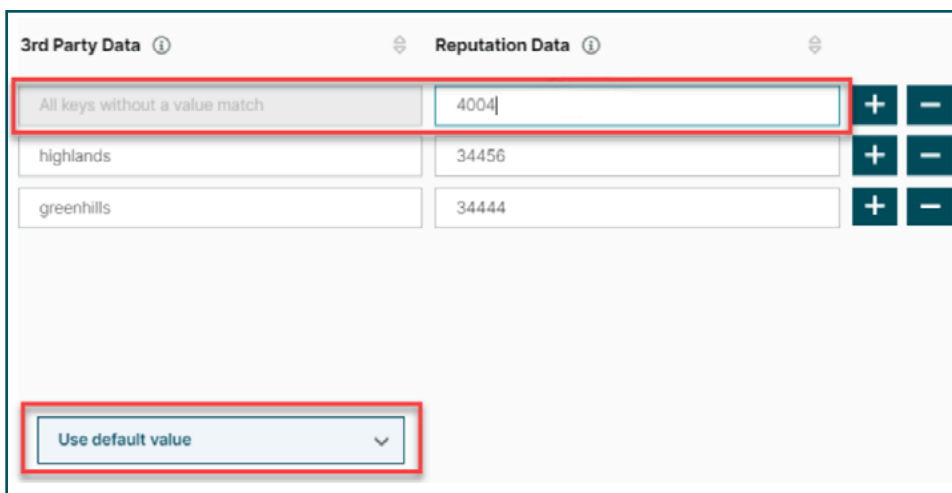 3rd Party Data Reputation Data
All keys without a value match 4004
highlands 34456
greenhills 34444
Use default value